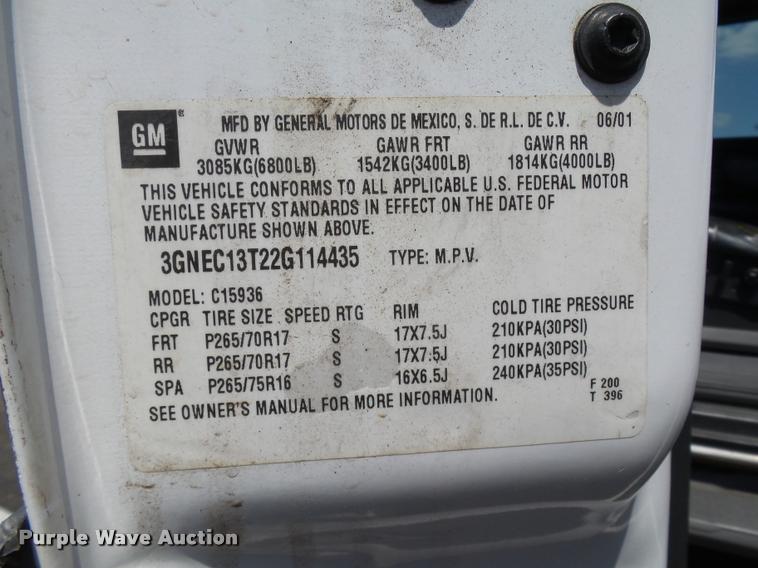 GM ® MFD BY GENERAL MOTORS DE MEXICO, S. DE R.L. DE C.V. 06/01
GVWR GAWR FRT GAWR RR
3085KG(6800LB) 1542KG(3400LB) 1814KG(4000LB)
THIS VEHICLE CONFORMS TO ALL APPLICABLE U.S. FEDERAL MOTOR
VEHICLE SAFETY STANDARDS IN EFFECT ON THE DATE OF
MANUFACTURE SHOWN ABOVE.
3GNEC13T22G114435 TYPE: M.P.V.
MODEL: C15936
CPGR TIRE SIZE SPEED RTG RIM COLD TIRE PRESSURE
FRT P265/70R17 S 17X7.5J 210KPA(30PSI)
RR P265/70R17 S 17X7.5J 210KPA(30PSI)
SPA P265/75R16 S 16X6.5J 240KPA(35PSI)
SEE OWNER'S MANUAL FOR MORE INFORMATION.
F 200
T 396
Purple Wave Auction